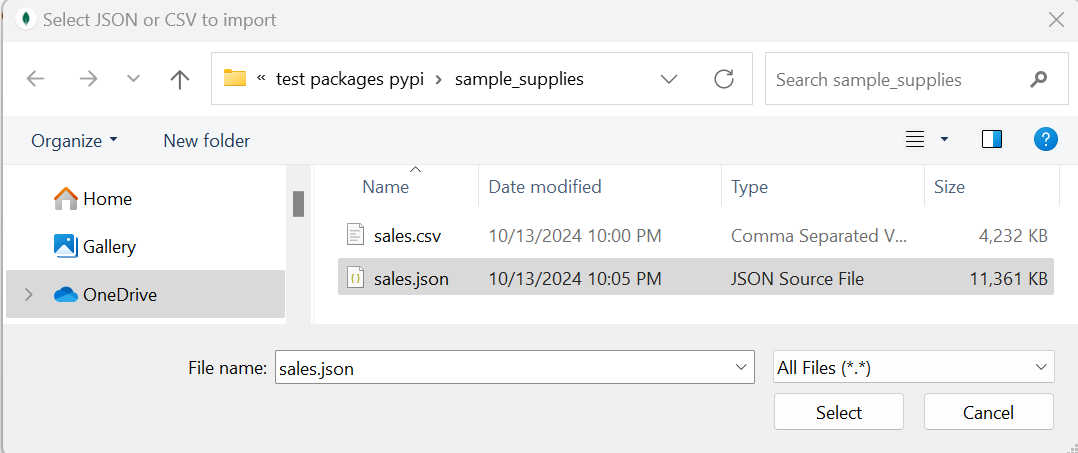 Select JSON or CSV to import
« test packages pypi › sample_supplies
Search sample_supplies
Organize
New folder
?
Home
Gallery
OneDrive
Name
Date modified
Type
Size
sales.csv
10/13/2024 10:00 PM
Comma Separated V...
4,232 KB
sales.json
10/13/2024 10:05 PM
JSON Source File
11,361 KB
File name:
sales.json
All Files (*.*)
Select
Cancel